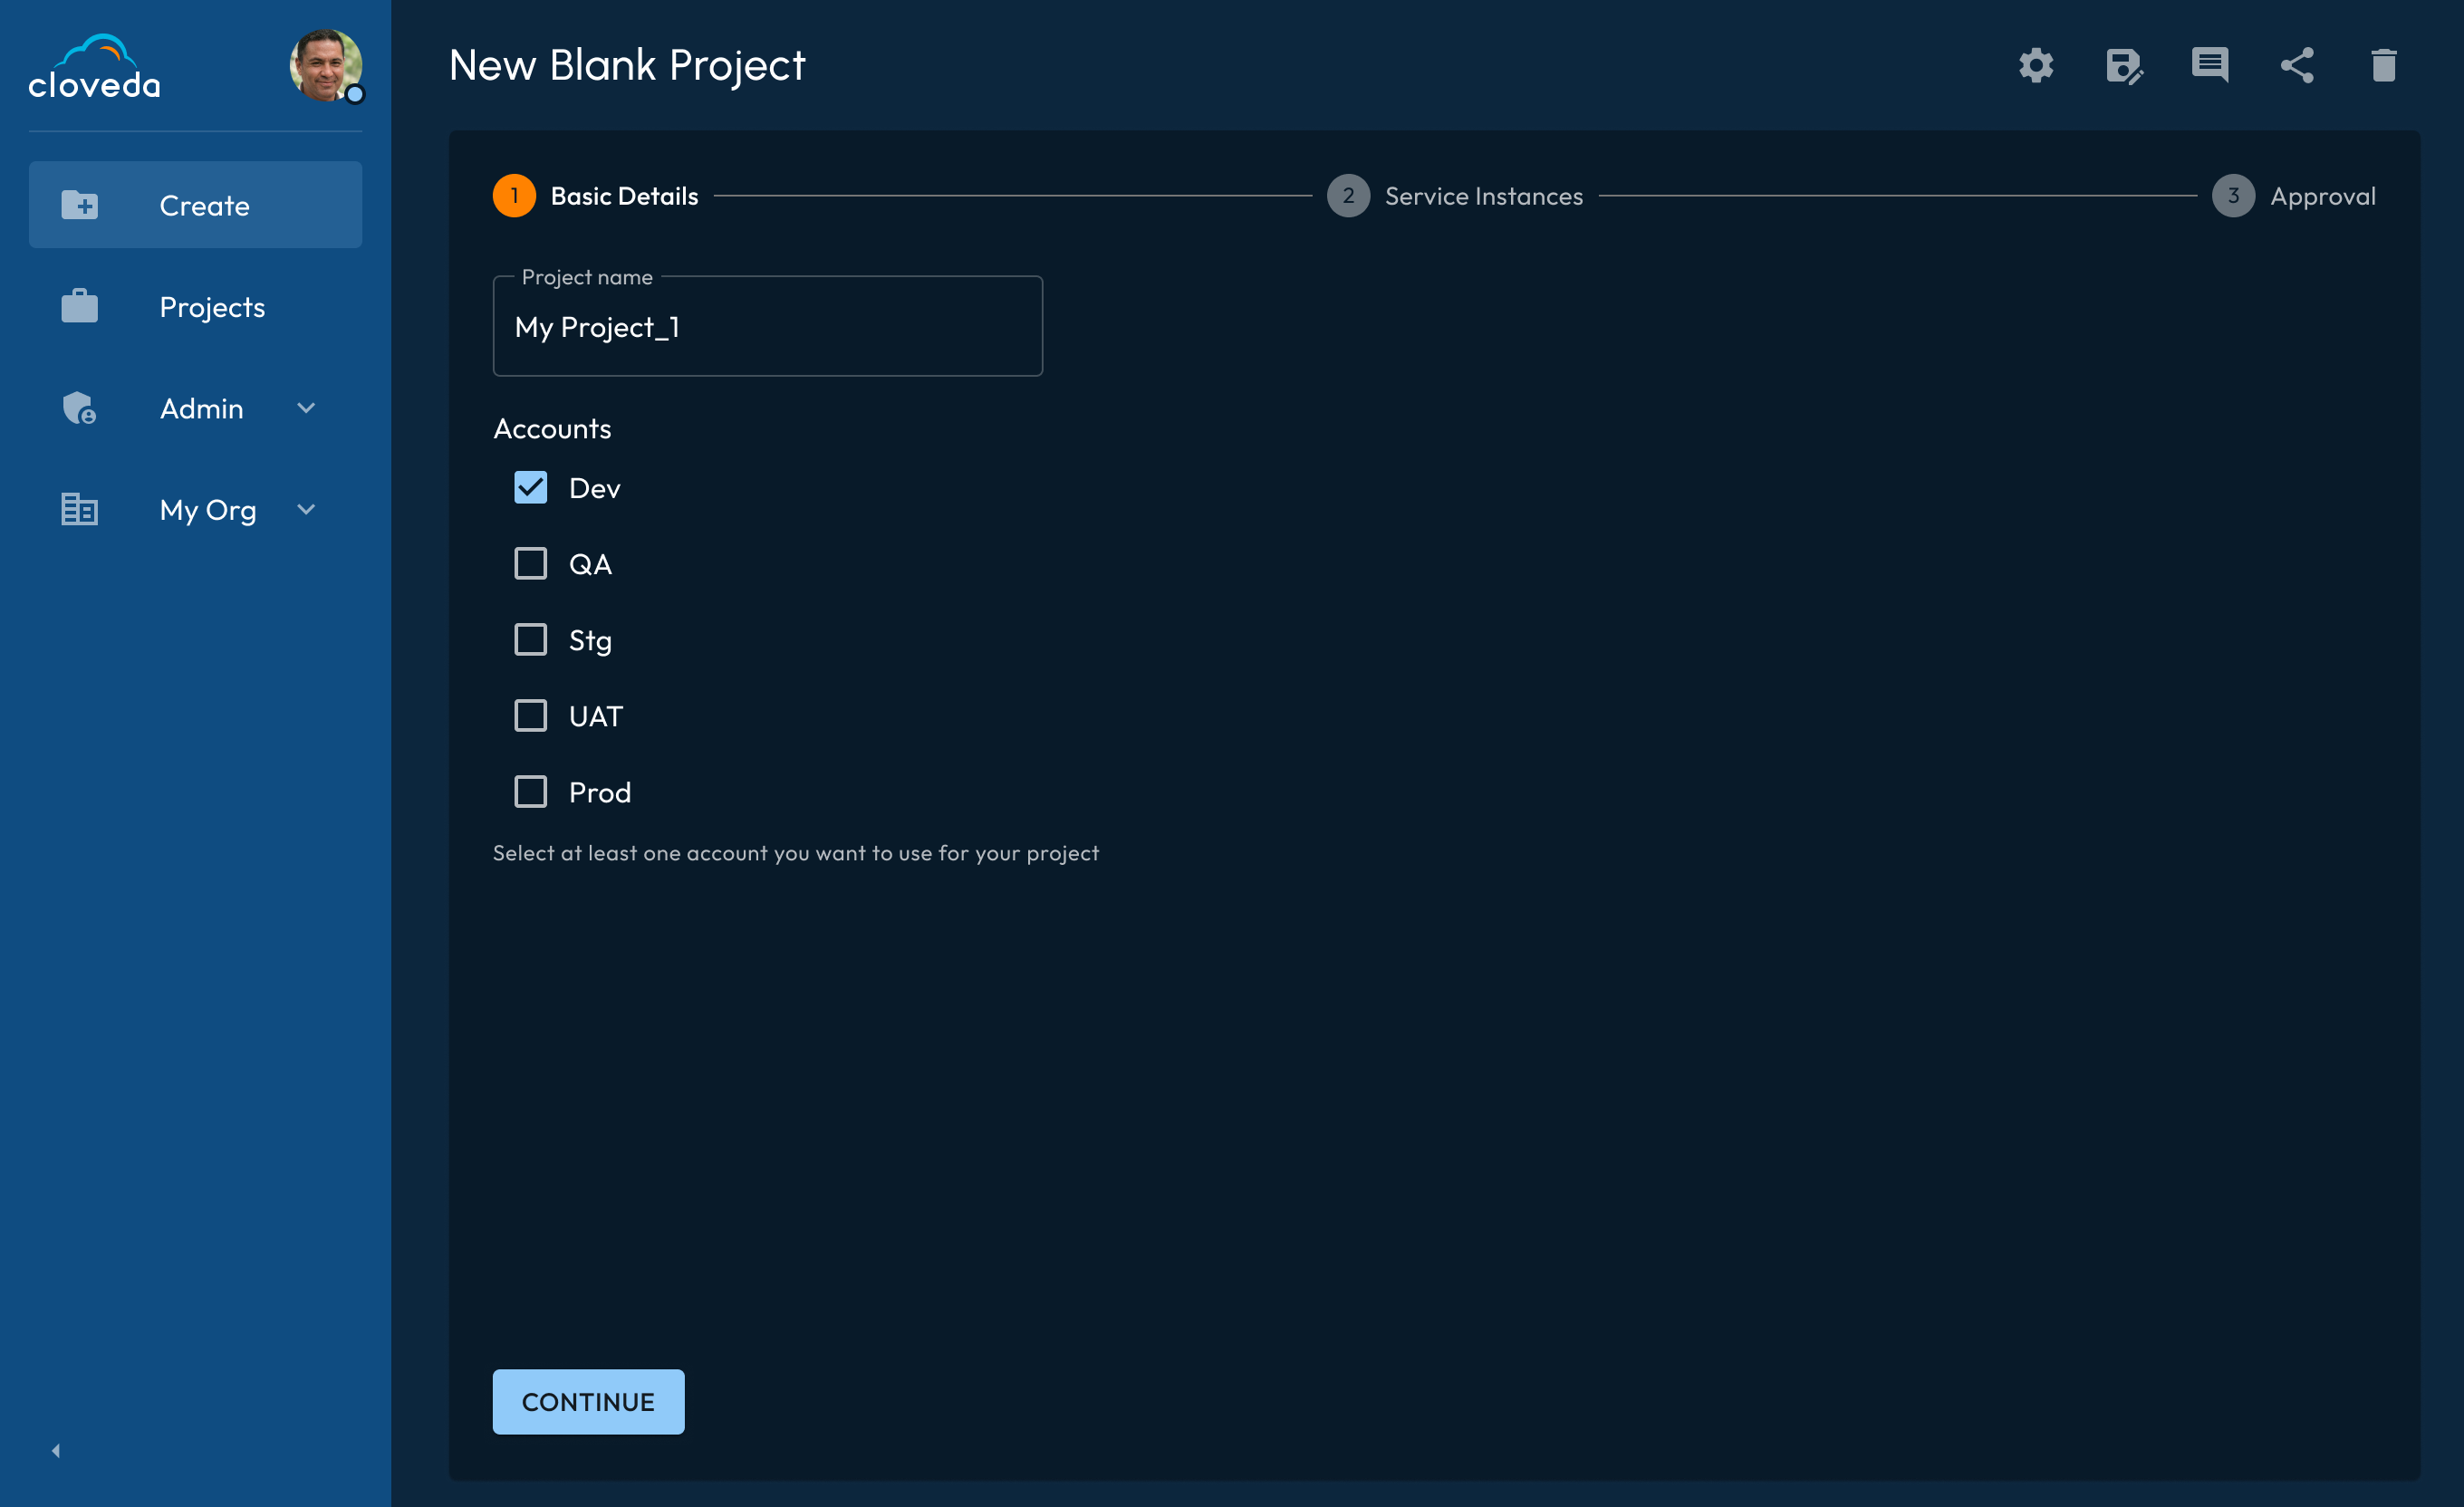 cloveda
Create
Projects
Admin
My Org
New Blank Project
1 Basic Details 2 Service Instances 3 Approval
Project name
My Project_1
Accounts
Dev
QA
Stg
UAT
Prod
Select at least one account you want to use for your project
CONTINUE